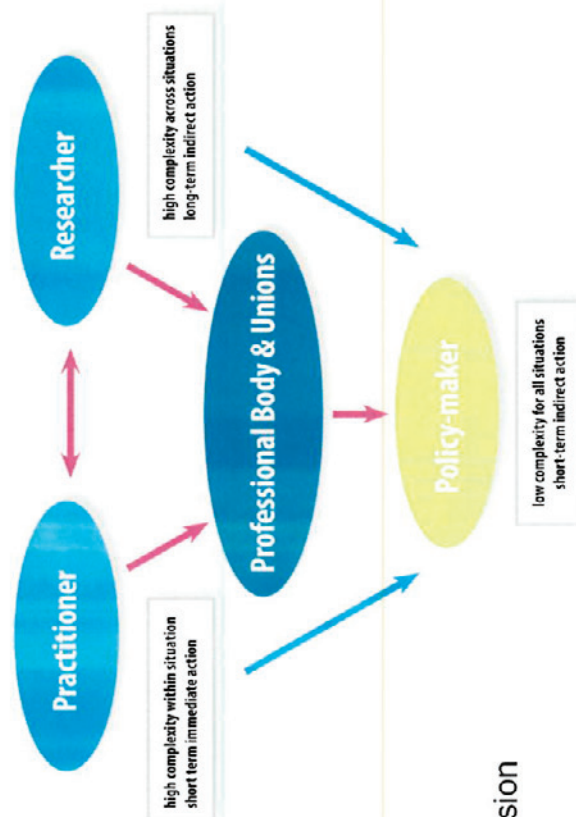 Practitioner
Researcher
high complexity within situation
short term immediate action
high complexity across situations
long-term indirect action
Professional Body & Unions
Policy-maker
low complexity for all situations
short-term indirect action
sion